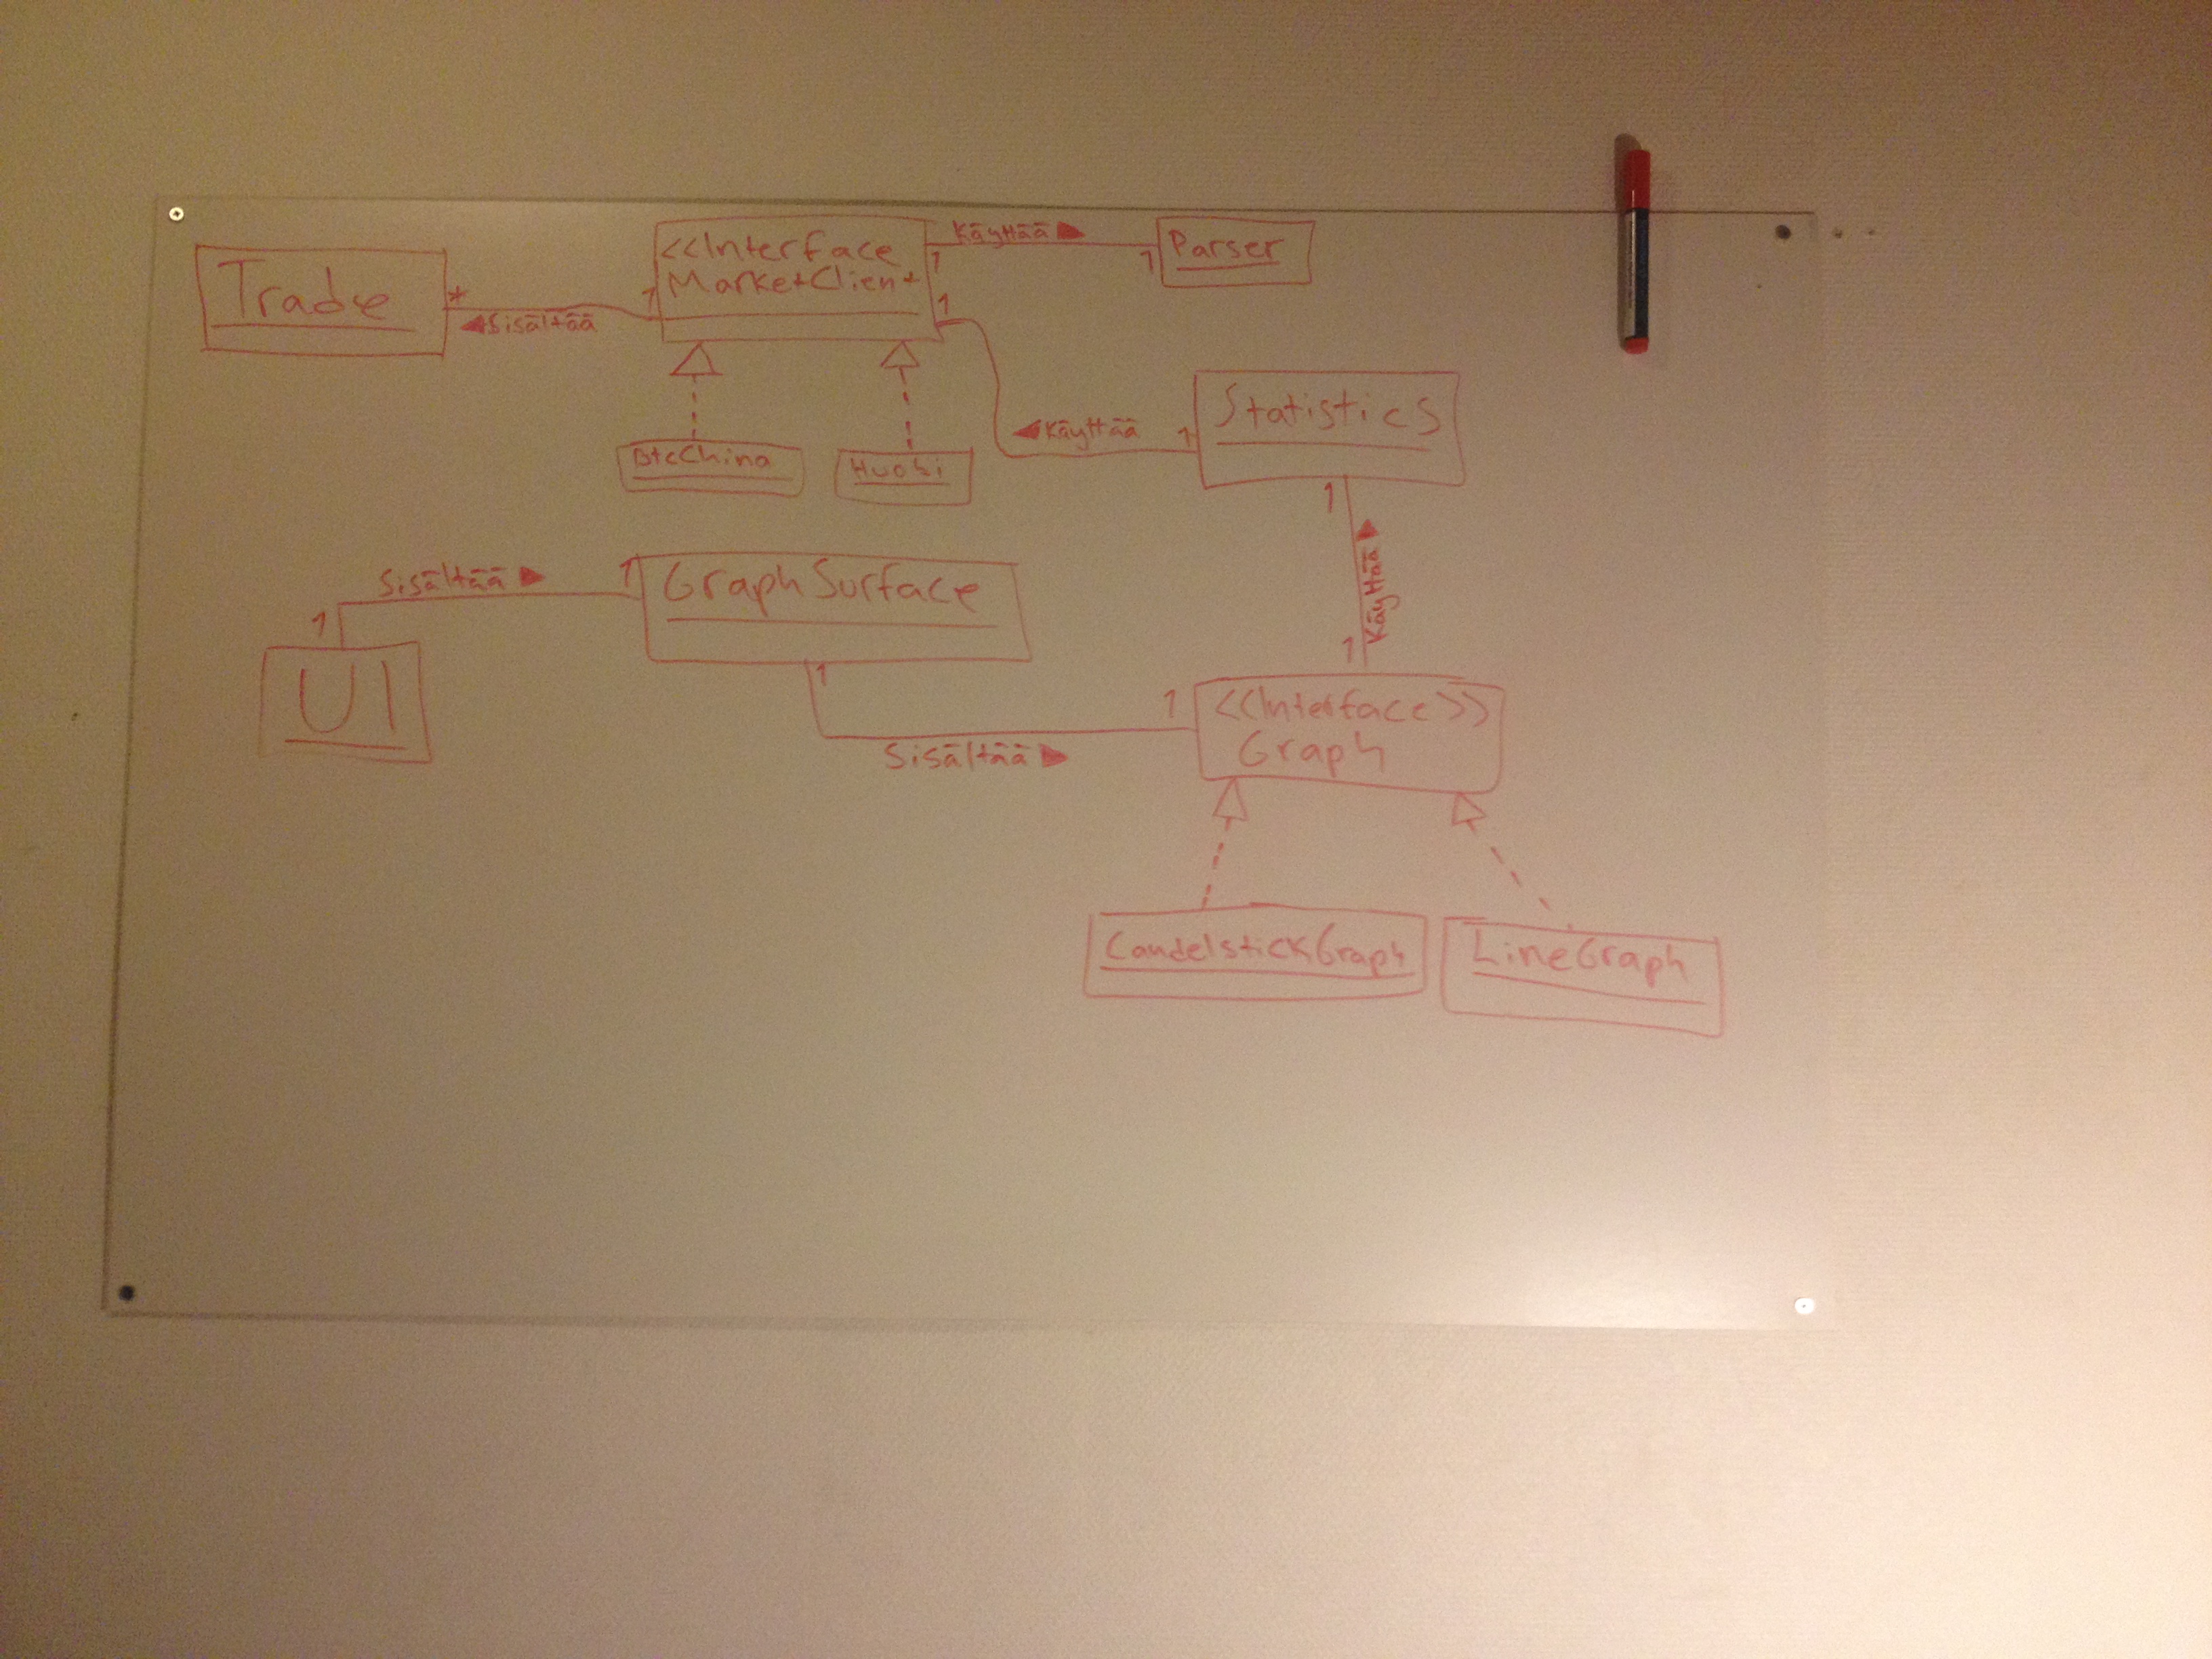 Trade
*
◀Sisältää
1
<<Interface
MarketClient
1
Käyttää ▶
1
Parser
1
BtcChina
Huobi
◀Käyttää
1
Statistics
1
Käyttää ▶
1
Sisältää ▶
1
1
UI
GraphSurface
1
Sisältää ▶
1
<<Interface>>
Graph
CandelstickGraph
LineGraph